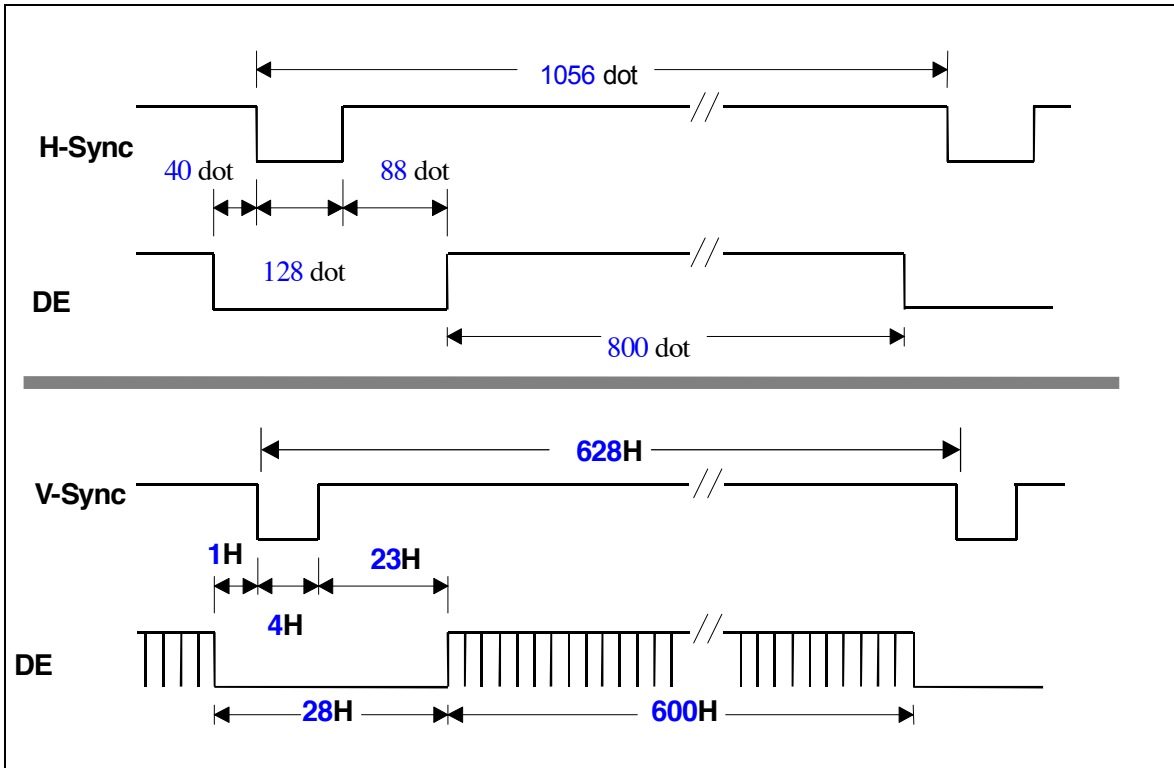 1056 dot
H-Sync
40 dot
88 dot
128 dot
DE
800 dot
628H
V-Sync
1H
23H
4H
DE
28H
600H